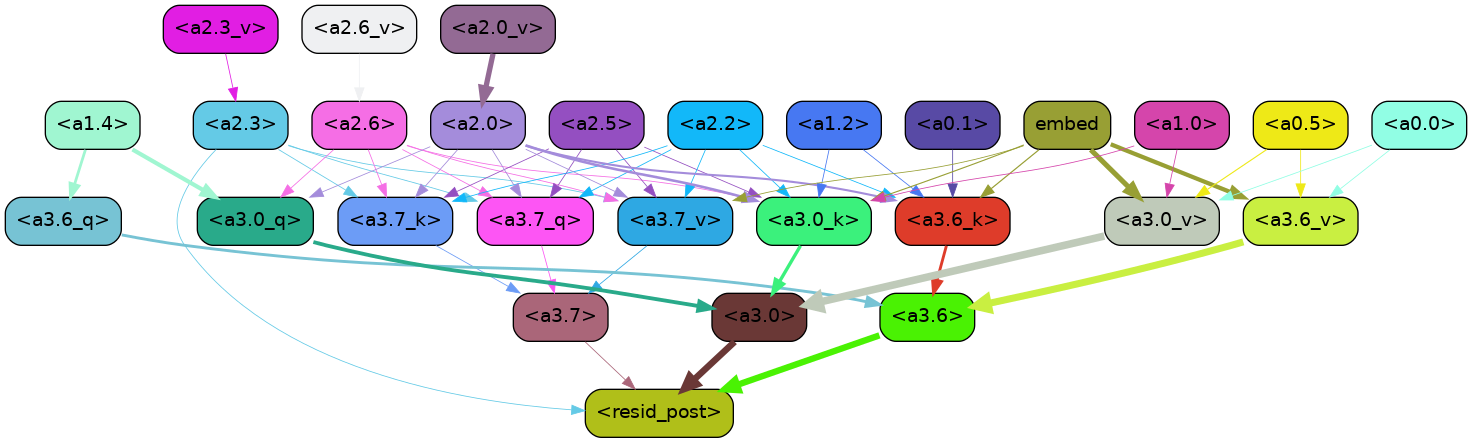 <a2.3_v>
<a2.6_v>
<a2.0_v>
<a1.4>
<a2.3>
<a2.6>
<a2.0>
<a2.5>
<a2.2>
<a1.2>
<a0.1>
embed
<a1.0>
<a0.5>
<a0.0>
<a3.6_q>
<a3.0_q>
<a3.7_k>
<a3.7_q>
<a3.7_v>
<a3.0_k>
<a3.6_k>
<a3.0_v>
<a3.6_v>
<a3.7>
<a3.0>
<a3.6>
<resid_post>